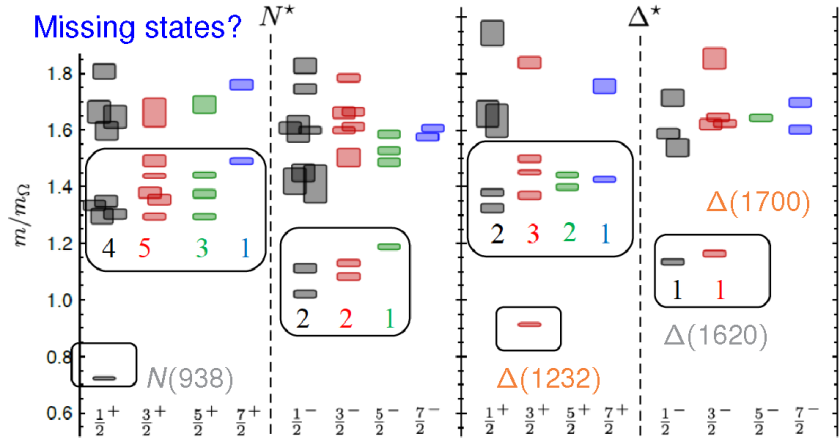 Missing states?
N*
Δ*
m/mΩ
1.8
1.6
1.4
1.2
1.0
0.8
0.6
4 5 3 1
2 2 1
2 3 2 1
1 1
N(938)
Δ(1232)
Δ(1620)
Δ(1700)
1/2⁺ 3/2⁺ 5/2⁺ 7/2⁺ 1/2⁻ 3/2⁻ 5/2⁻ 7/2⁻ 1/2⁺ 3/2⁺ 5/2⁺ 7/2⁺ 1/2⁻ 3/2⁻ 5/2⁻ 7/2⁻